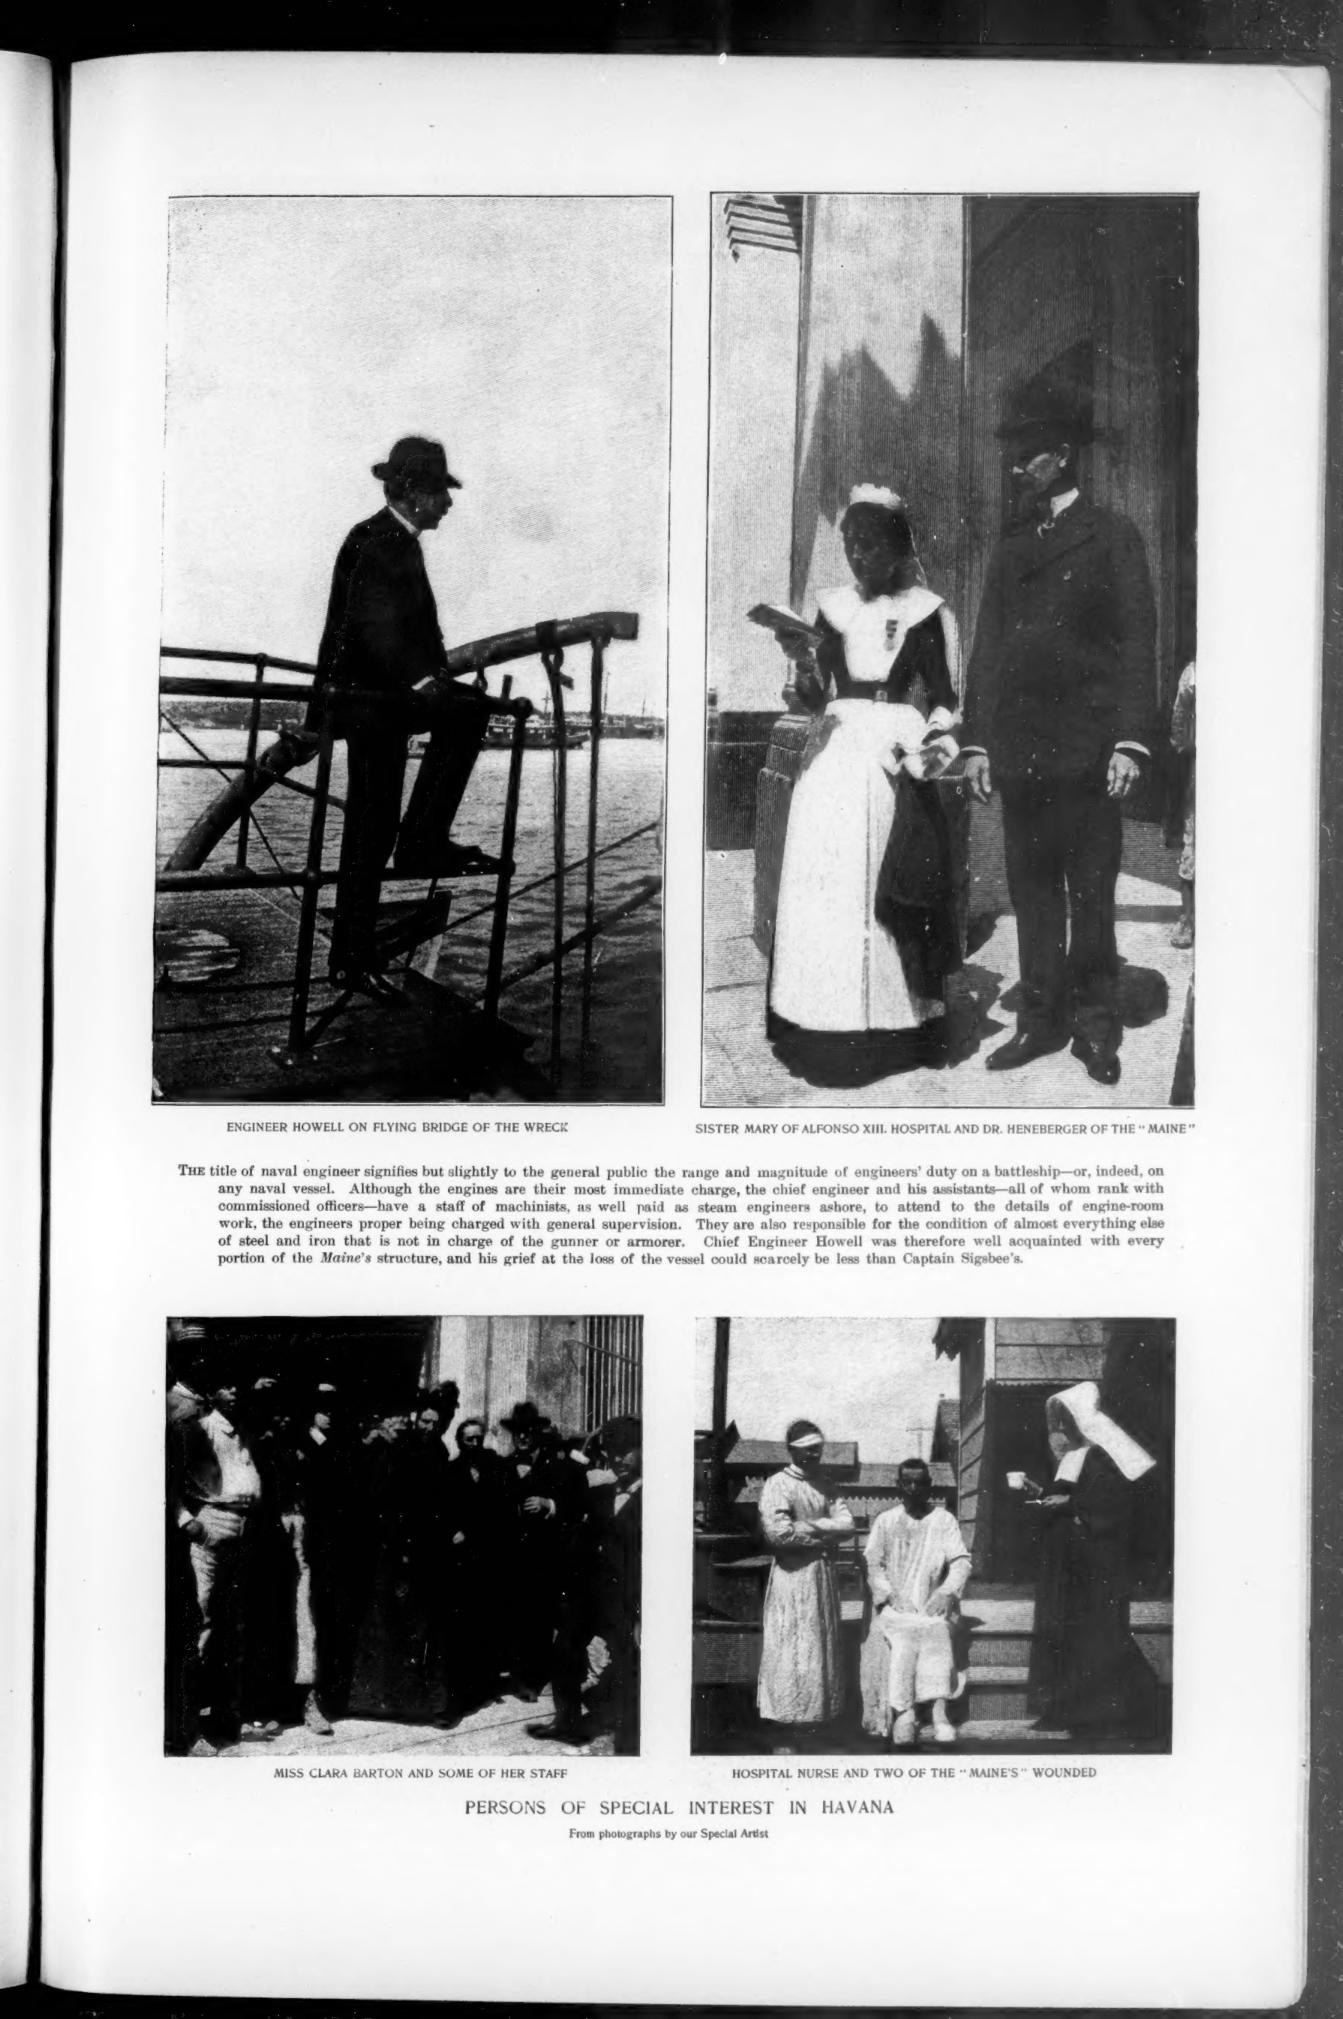 ENGINEER HOWELL ON FLYING BRIDGE OF THE WRECK
SISTER MARY OF ALFONSO XIII. HOSPITAL AND DR. HENEBERGER OF THE "MAINE"
THE title of naval engineer signifies but slightly to the general public the range and magnitude of engineers' duty on a battleship—or, indeed, on
any naval vessel. Although the engines are their most immediate charge, the chief engineer and his assistants—all of whom rank with
commissioned officers—have a staff of machinists, as well paid as steam engineers ashore, to attend to the details of engine-room
work, the engineers proper being charged with general supervision. They are also responsible for the condition of almost everything else
of steel and iron that is not in charge of the gunner or armorer. Chief Engineer Howell was therefore well acquainted with every
portion of the Maine's structure, and his grief at the loss of the vessel could scarcely be less than Captain Sigsbee's.
MISS CLARA BARTON AND SOME OF HER STAFF
HOSPITAL NURSE AND TWO OF THE "MAINE'S" WOUNDED
PERSONS OF SPECIAL INTEREST IN HAVANA
From photographs by our Special Artist